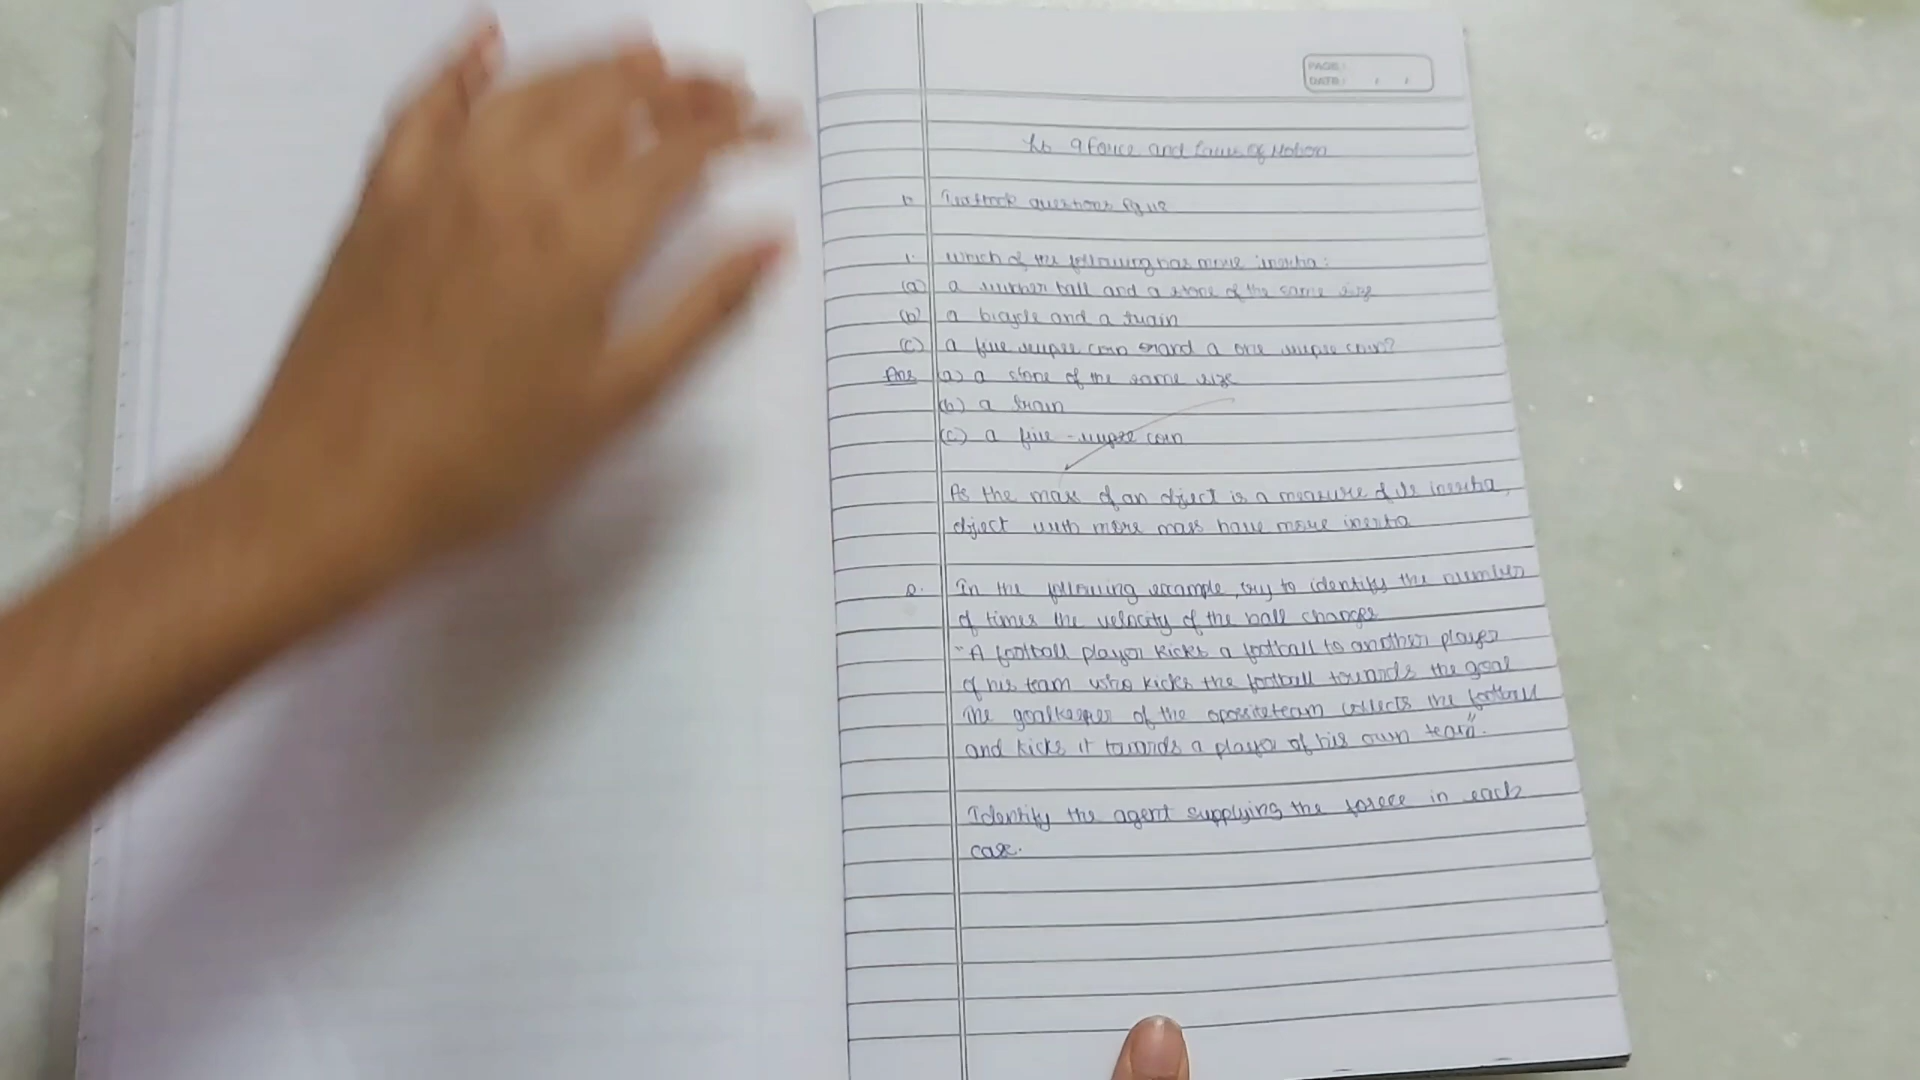 PAGE :
DATE : / /
Ls 9 Force and Laws of Motion
Textbook questions Pg 118
1. Which of the following has more inertia :
(a) a rubber ball and a stone of the same size
(b) a bicycle and a train
(c) a five rupee coin and a one rupee coin?
Ans (a) a stone of the same size
(b) a train
(c) a five-rupee coin
As the mass of an object is a measure of its inertia,
object with more mass have more inertia
2. In the following example, try to identify the number
of times the velocity of the ball changes
"A football player kicks a football to another player
of his team who kicks the football towards the goal
The goalkeeper of the oposite team collects the football
and kicks it towards a player of his own team".
Identify the agent supplying the force in each
case.